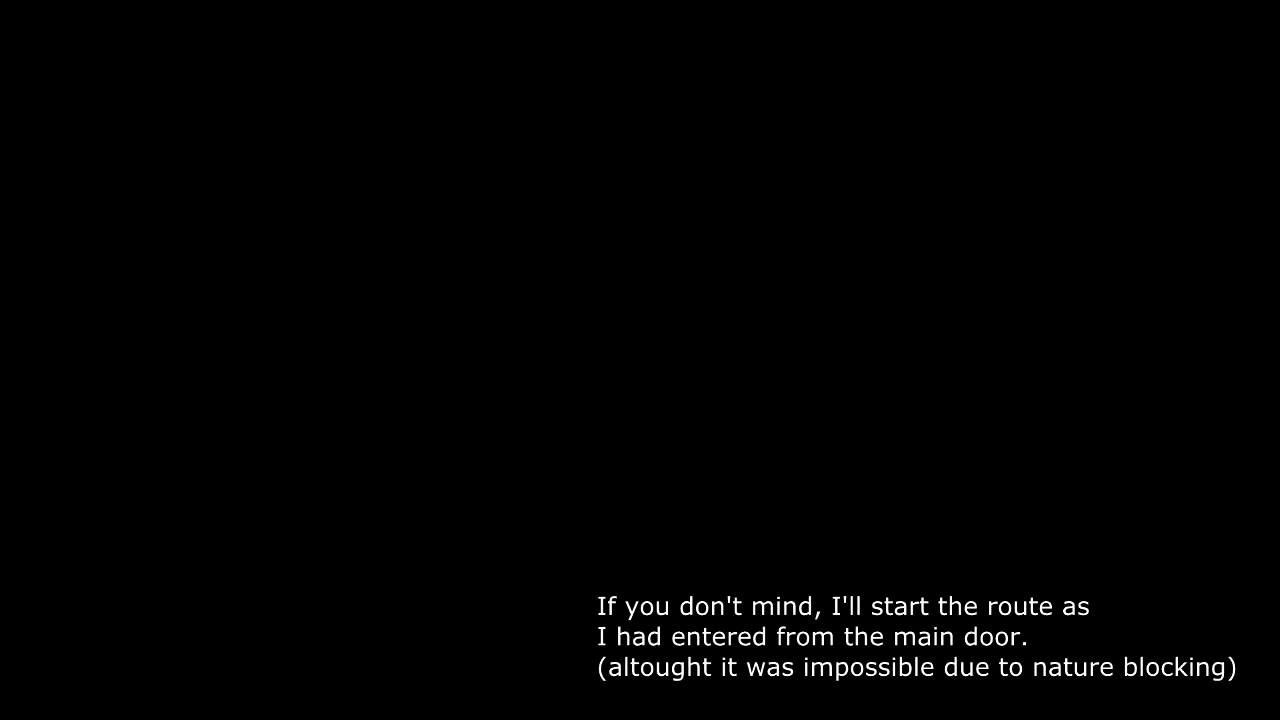 If you don't mind, I'll start the route as
I had entered from the main door.
(altought it was impossible due to nature blocking)